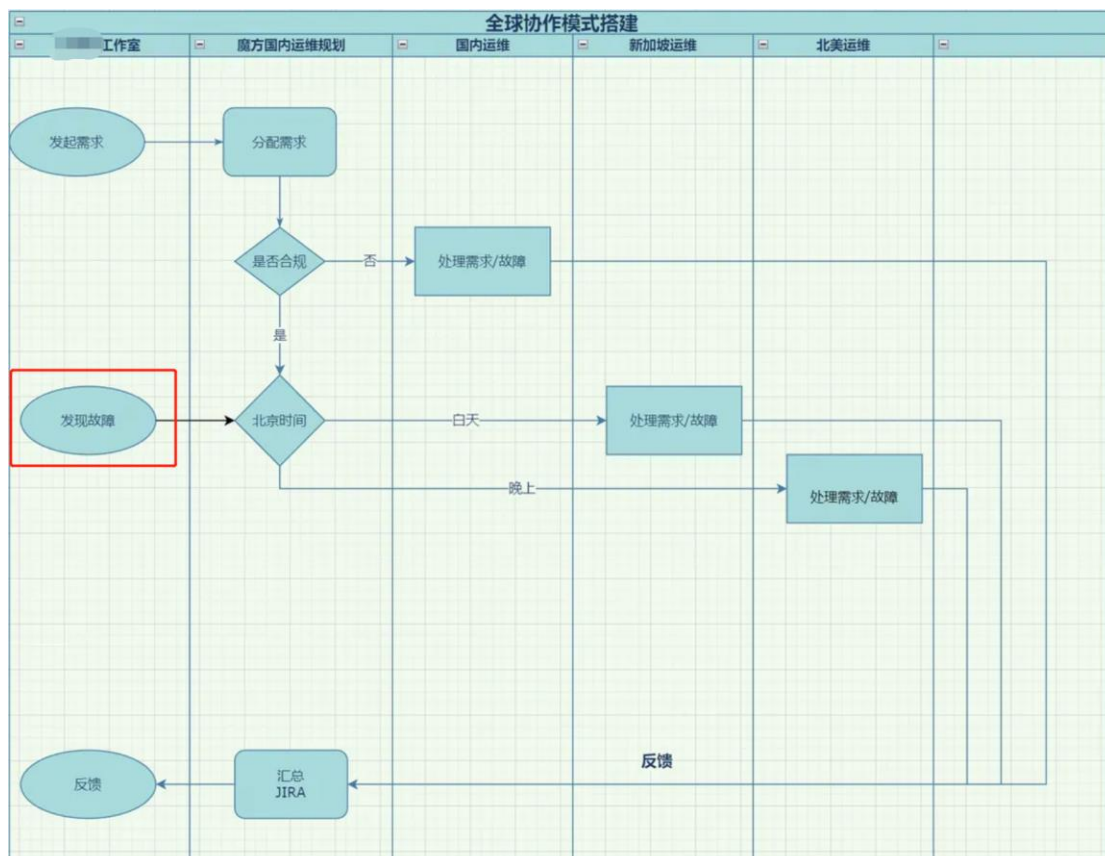 全球协作模式搭建
工作室
魔方国内运维规划
国内运维
新加坡运维
北美运维
发起需求
分配需求
是否合规
否
处理需求/故障
是
发现故障
北京时间
白天
处理需求/故障
晚上
处理需求/故障
反馈
反馈
汇总
JIRA